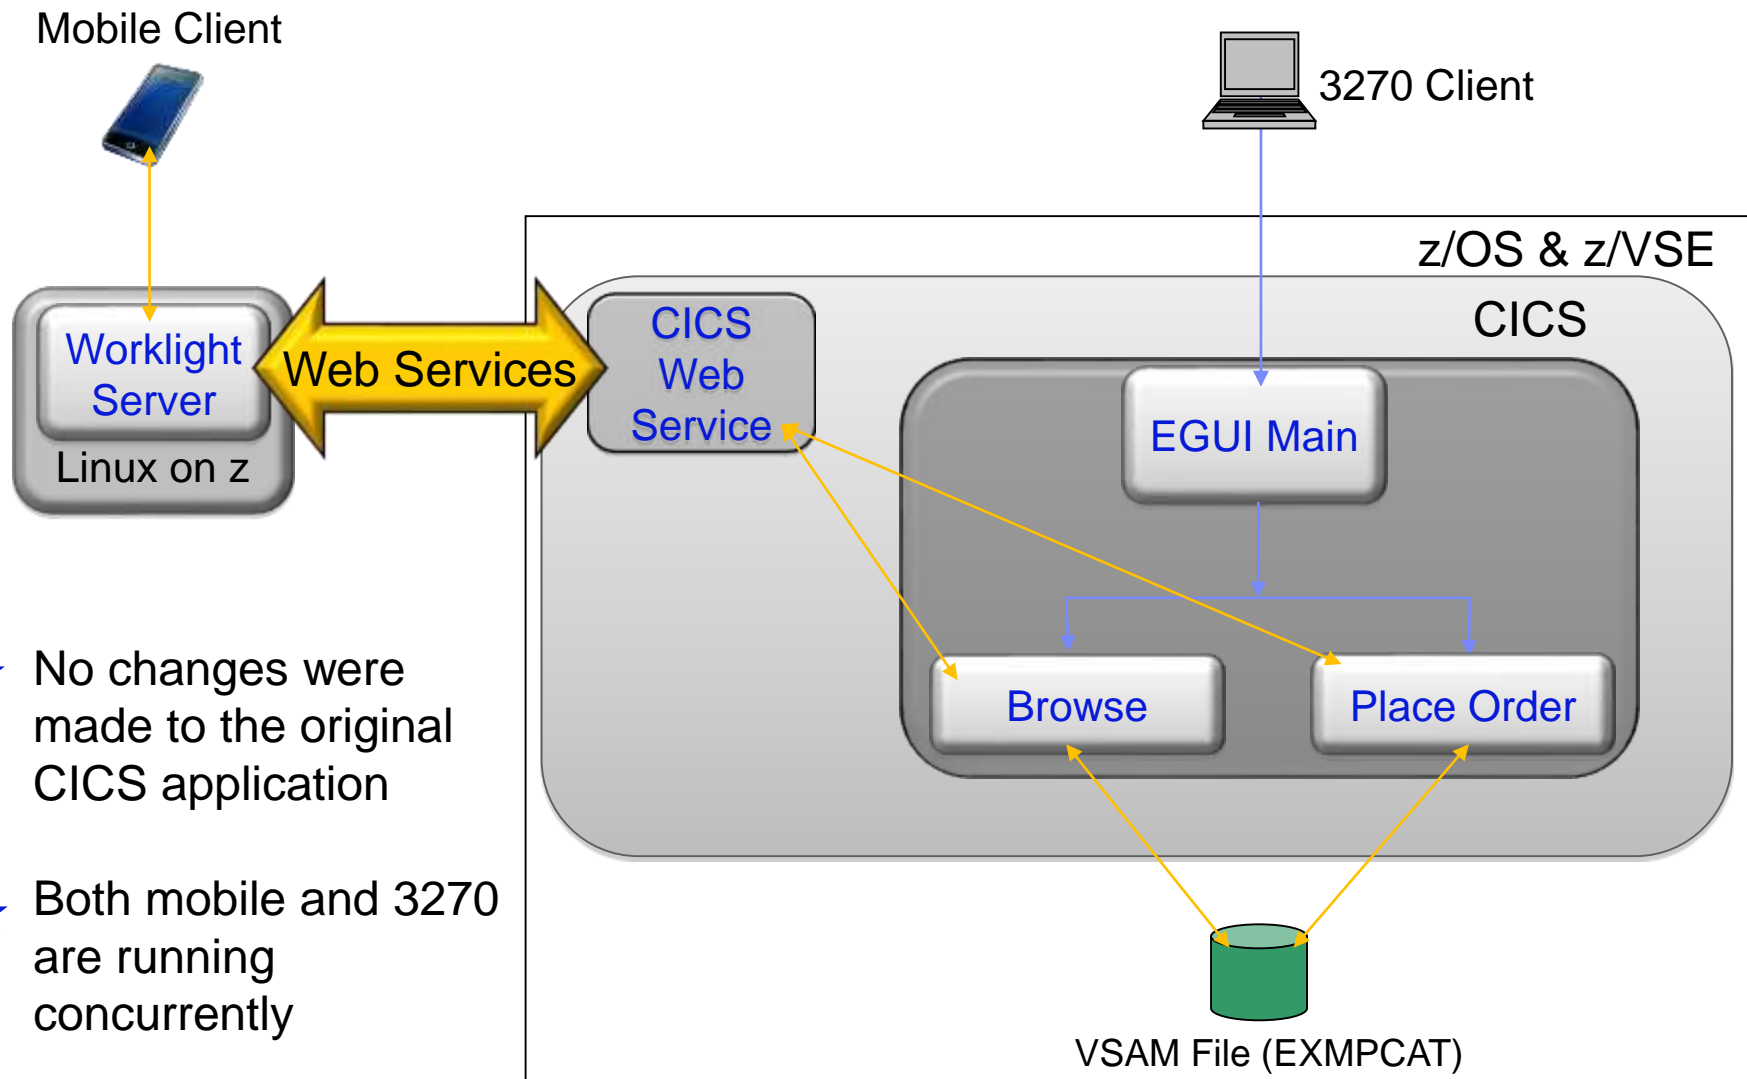 Mobile Client
3270 Client
z/OS & z/VSE
CICS
Worklight
Server
Linux on z
Web Services
CICS
Web
Service
EGUI Main
Browse
Place Order
No changes were
made to the original
CICS application
Both mobile and 3270
are running
concurrently
VSAM File (EXMPCAT)